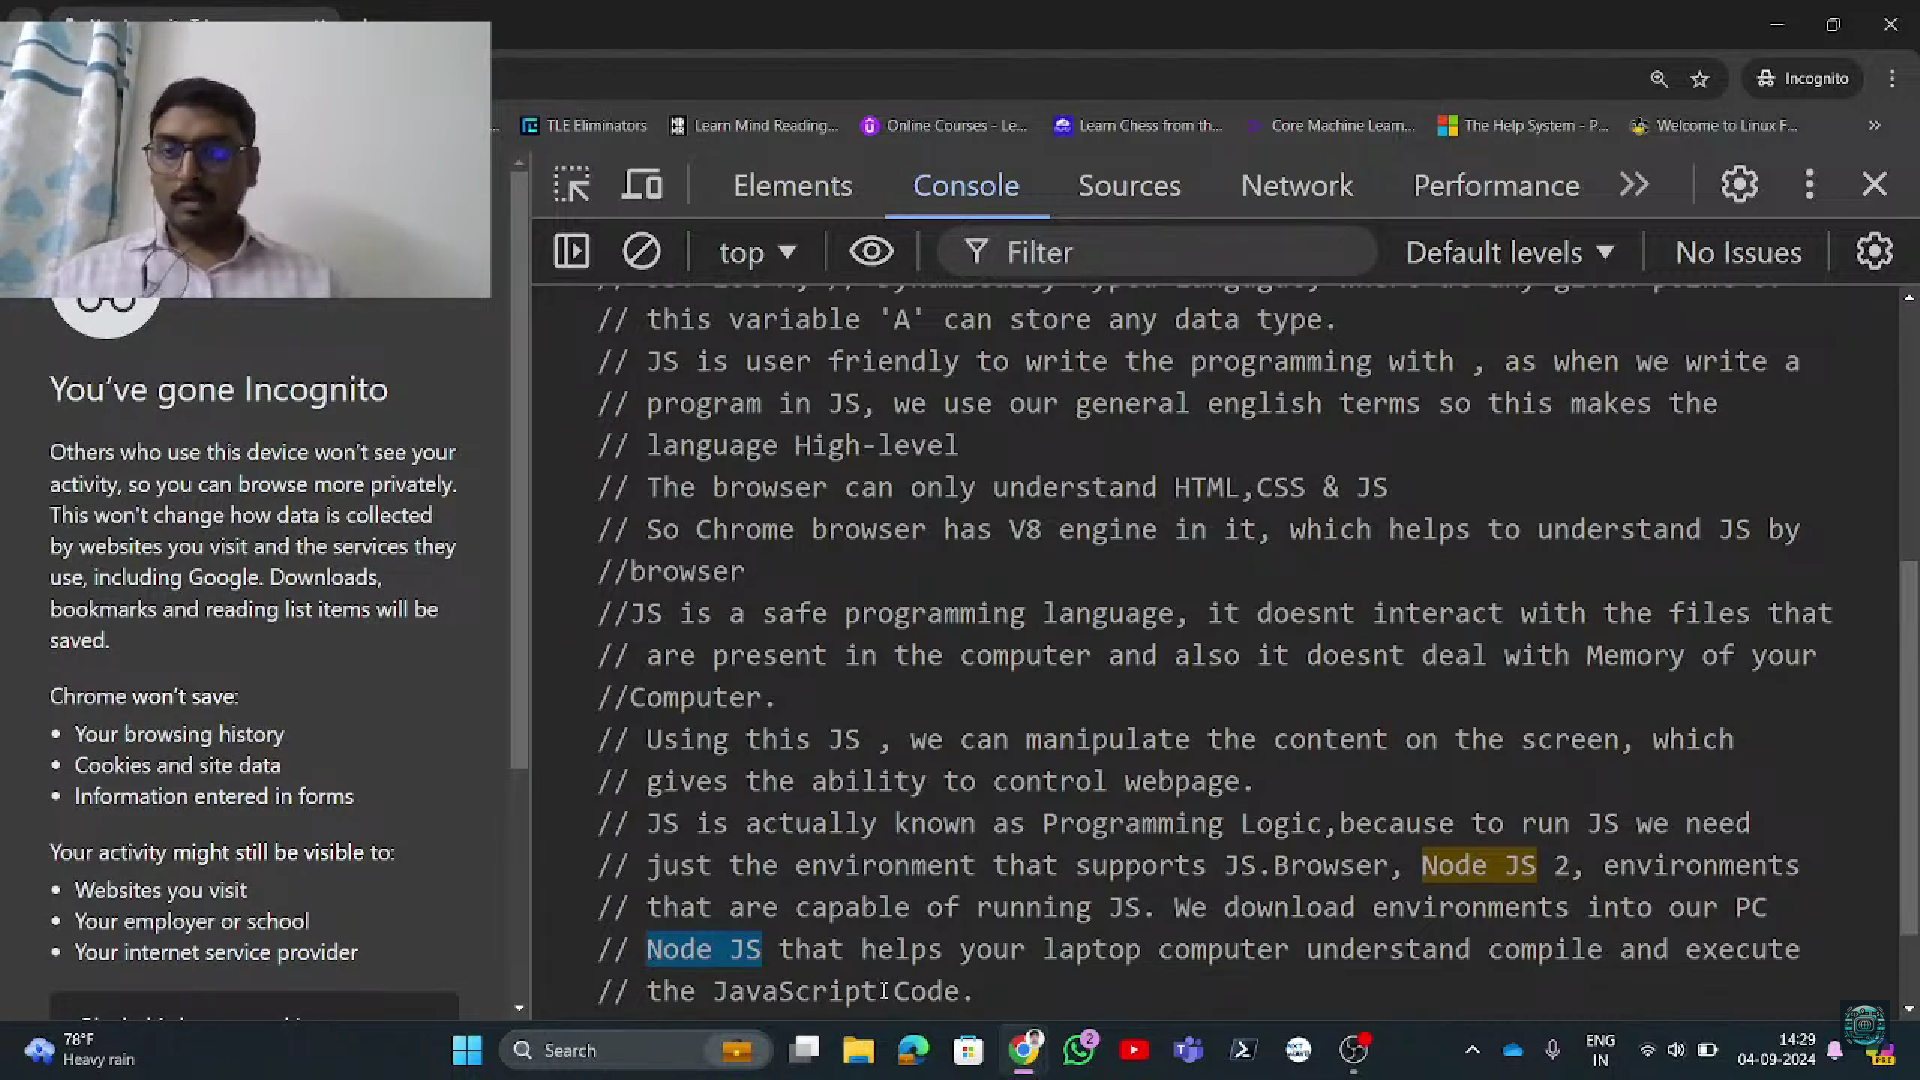 Incognito
TLE Eliminators
Learn Mind Reading...
Online Courses - Le...
Learn Chess from th...
Core Machine Learn...
The Help System - P...
Welcome to Linux F...
Elements
Console
Sources
Network
Performance
top
Filter
Default levels
No Issues
// this variable 'A' can store any data type.
// JS is user friendly to write the programming with , as when we write a
// program in JS, we use our general english terms so this makes the
// language High-level
// The browser can only understand HTML,CSS & JS
// So Chrome browser has V8 engine in it, which helps to understand JS by
//browser
//JS is a safe programming language, it doesnt interact with the files that
// are present in the computer and also it doesnt deal with Memory of your
//Computer.
// Using this JS , we can manipulate the content on the screen, which
// gives the ability to control webpage.
// JS is actually known as Programming Logic,because to run JS we need
// just the environment that supports JS.Browser, Node JS 2, environments
// that are capable of running JS. We download environments into our PC
// Node JS that helps your laptop computer understand compile and execute
// the JavaScript Code.
You've gone Incognito
Others who use this device won't see your
activity, so you can browse more privately.
This won't change how data is collected
by websites you visit and the services they
use, including Google. Downloads,
bookmarks and reading list items will be
saved.
Chrome won't save:
• Your browsing history
• Cookies and site data
• Information entered in forms
Your activity might still be visible to:
• Websites you visit
• Your employer or school
• Your internet service provider
78°F
Heavy rain
Search
2
ENG
IN
14:29
04-09-2024